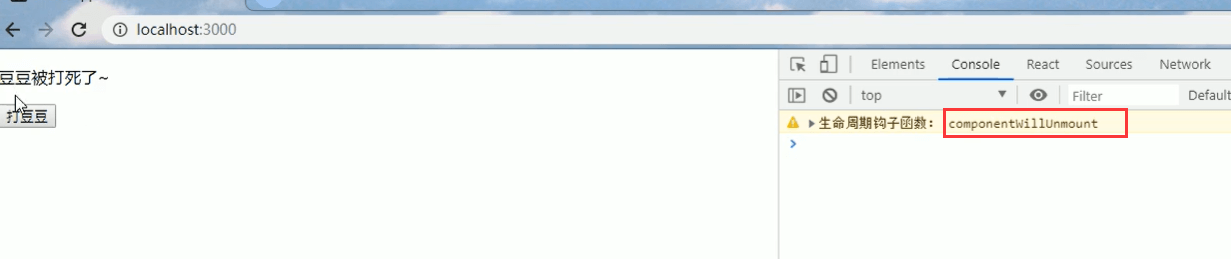 localhost:3000
豆豆被打死了~
打豆豆
Elements Console React Sources Network
top Filter Default
生命周期钩子函数: componentWillUnmount